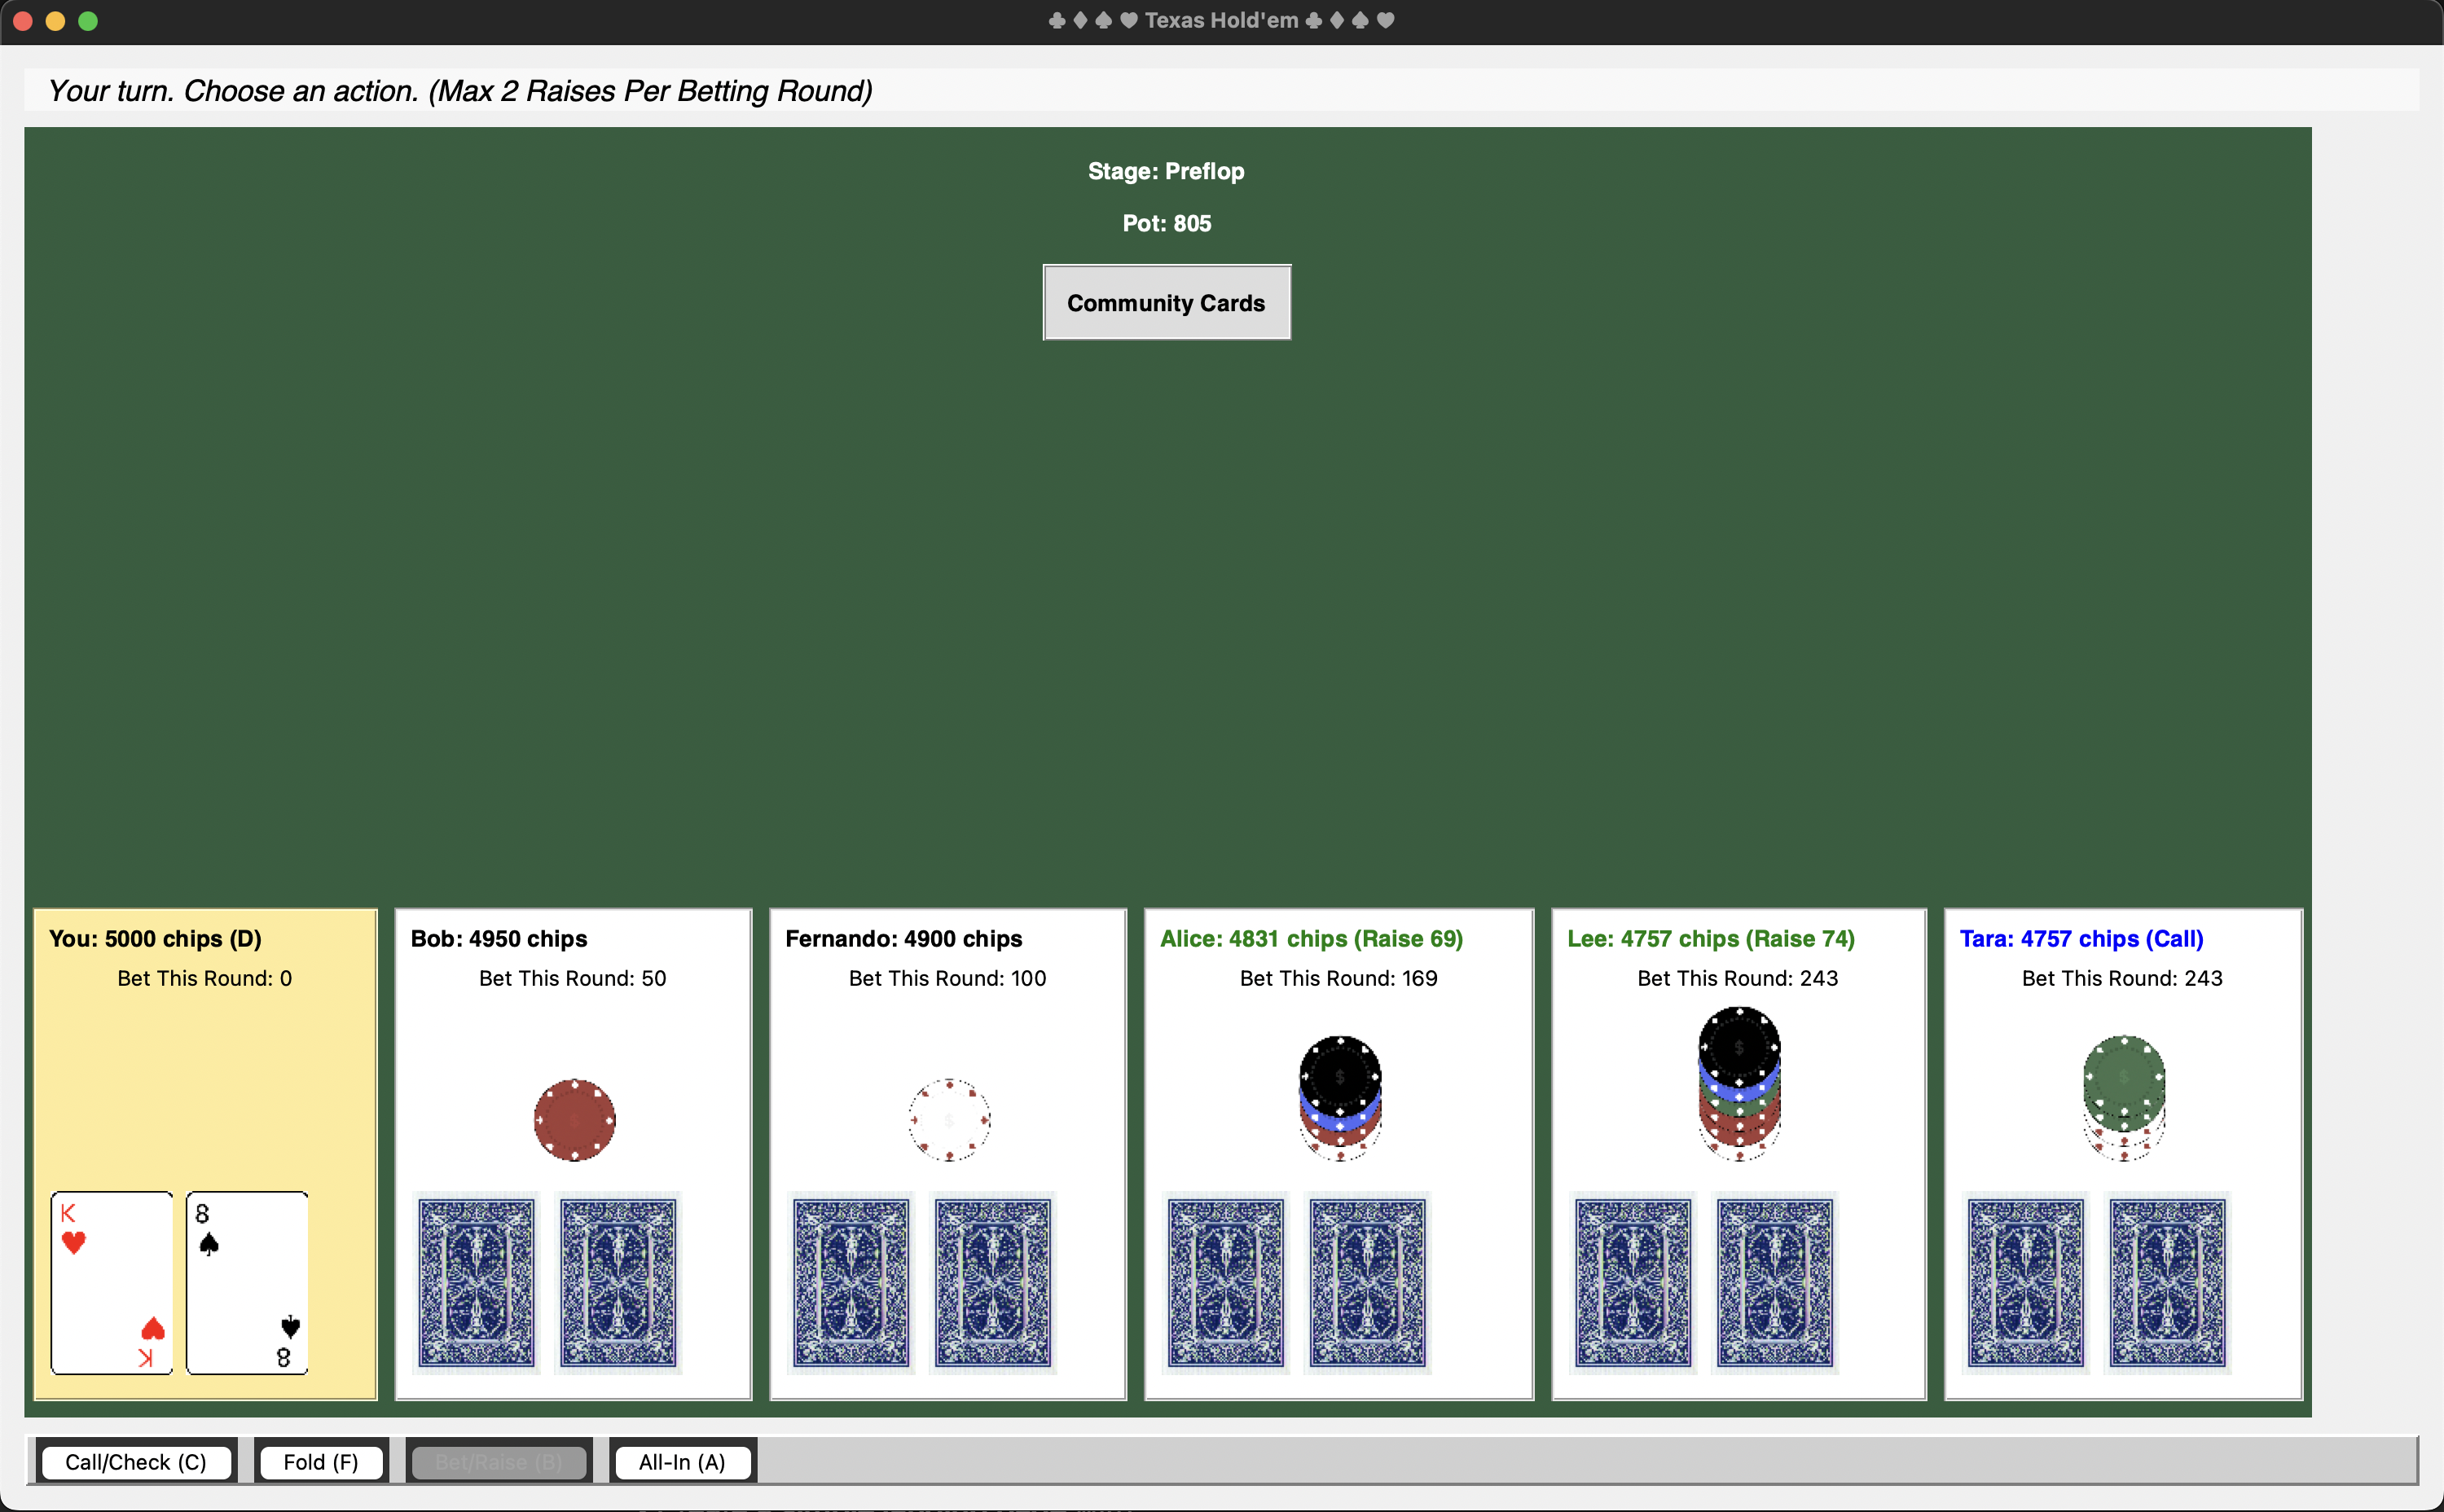 ♣♦♠♥ Texas Hold'em ♣♦♠♥
Your turn. Choose an action. (Max 2 Raises Per Betting Round)
Stage: Preflop
Pot: 805
Community Cards
You: 5000 chips (D)
Bet This Round: 0
K
8
K
8
Bob: 4950 chips
Bet This Round: 50
Fernando: 4900 chips
Bet This Round: 100
Alice: 4831 chips (Raise 69)
Bet This Round: 169
$
Lee: 4757 chips (Raise 74)
Bet This Round: 243
$
Tara: 4757 chips (Call)
Bet This Round: 243
$
Call/Check (C)
Fold (F)
Bet/Raise (B)
All-In (A)